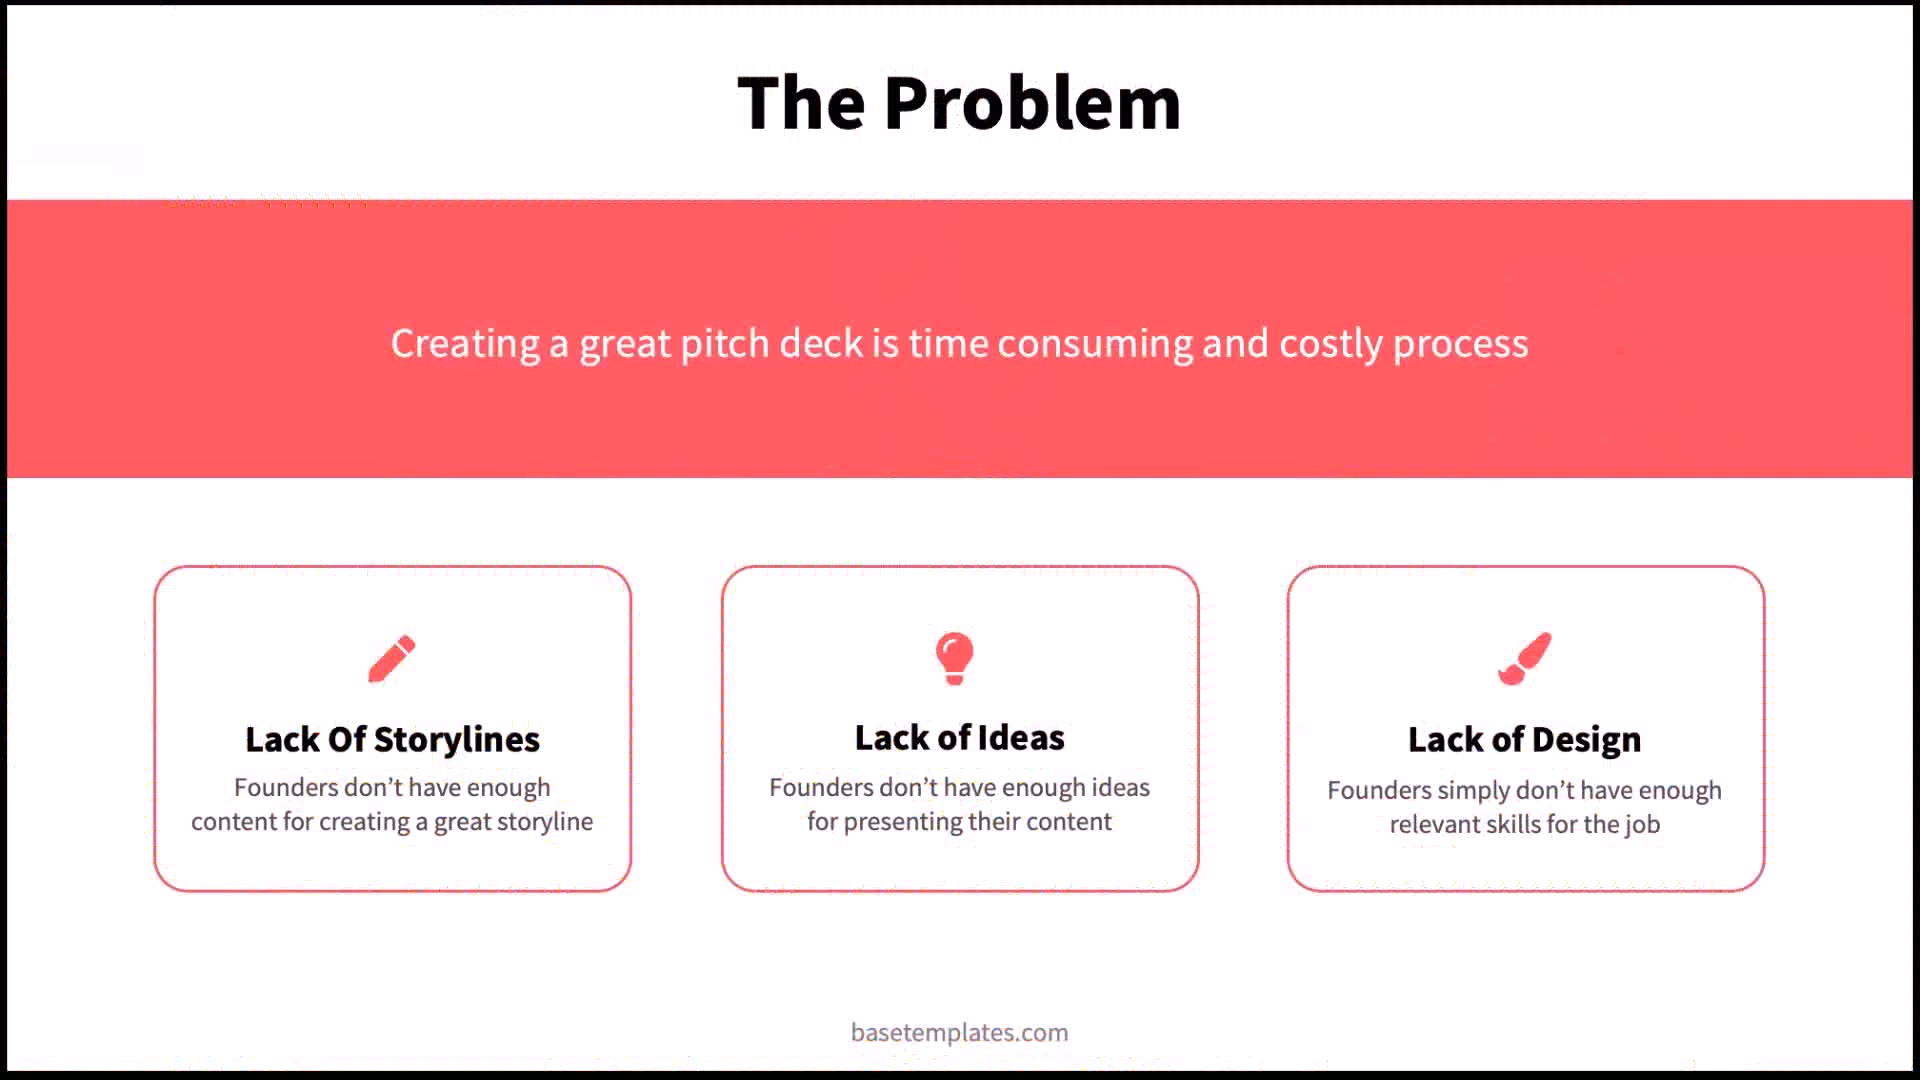 The Problem
Creating a great pitch deck is time consuming and costly process
Lack Of Storylines
Founders don’t have enough
content for creating a great storyline
Lack of Ideas
Founders don’t have enough ideas
for presenting their content
Lack of Design
Founders simply don’t have enough
relevant skills for the job
basetemplates.com